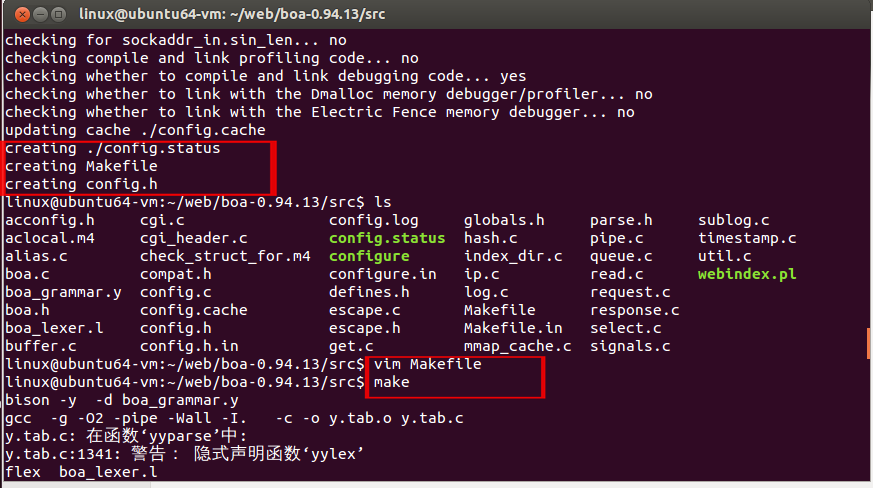 linux@ubuntu64-vm: ~/web/boa-0.94.13/src
checking for sockaddr_in.sin_len... no
checking compile and link profiling code... no
checking whether to compile and link debugging code... yes
checking whether to link with the Dmalloc memory debugger/profiler... no
checking whether to link with the Electric Fence memory debugger... no
updating cache ./config.cache
creating ./config.status
creating Makefile
creating config.h
linux@ubuntu64-vm:~/web/boa-0.94.13/src$ ls
acconfig.h cgi.c config.log globals.h parse.h sublog.c
aclocal.m4 cgi_header.c config.status hash.c pipe.c timestamp.c
alias.c check_struct_for.m4 configure index_dir.c queue.c util.c
boa.c compat.h configure.in ip.c read.c webindex.pl
boa_grammar.y config.c defines.h log.c request.c
boa.h config.cache escape.c Makefile response.c
boa_lexer.l config.h escape.h Makefile.in select.c
buffer.c config.h.in get.c mmap_cache.c signals.c
linux@ubuntu64-vm:~/web/boa-0.94.13/src$ vim Makefile
linux@ubuntu64-vm:~/web/boa-0.94.13/src$ make
bison -y -d boa_grammar.y
gcc -g -O2 -pipe -Wall -I. -c -o y.tab.o y.tab.c
y.tab.c: 在函数‘yyparse’中:
y.tab.c:1341: 警告： 隐式声明函数‘yylex’
flex boa_lexer.l